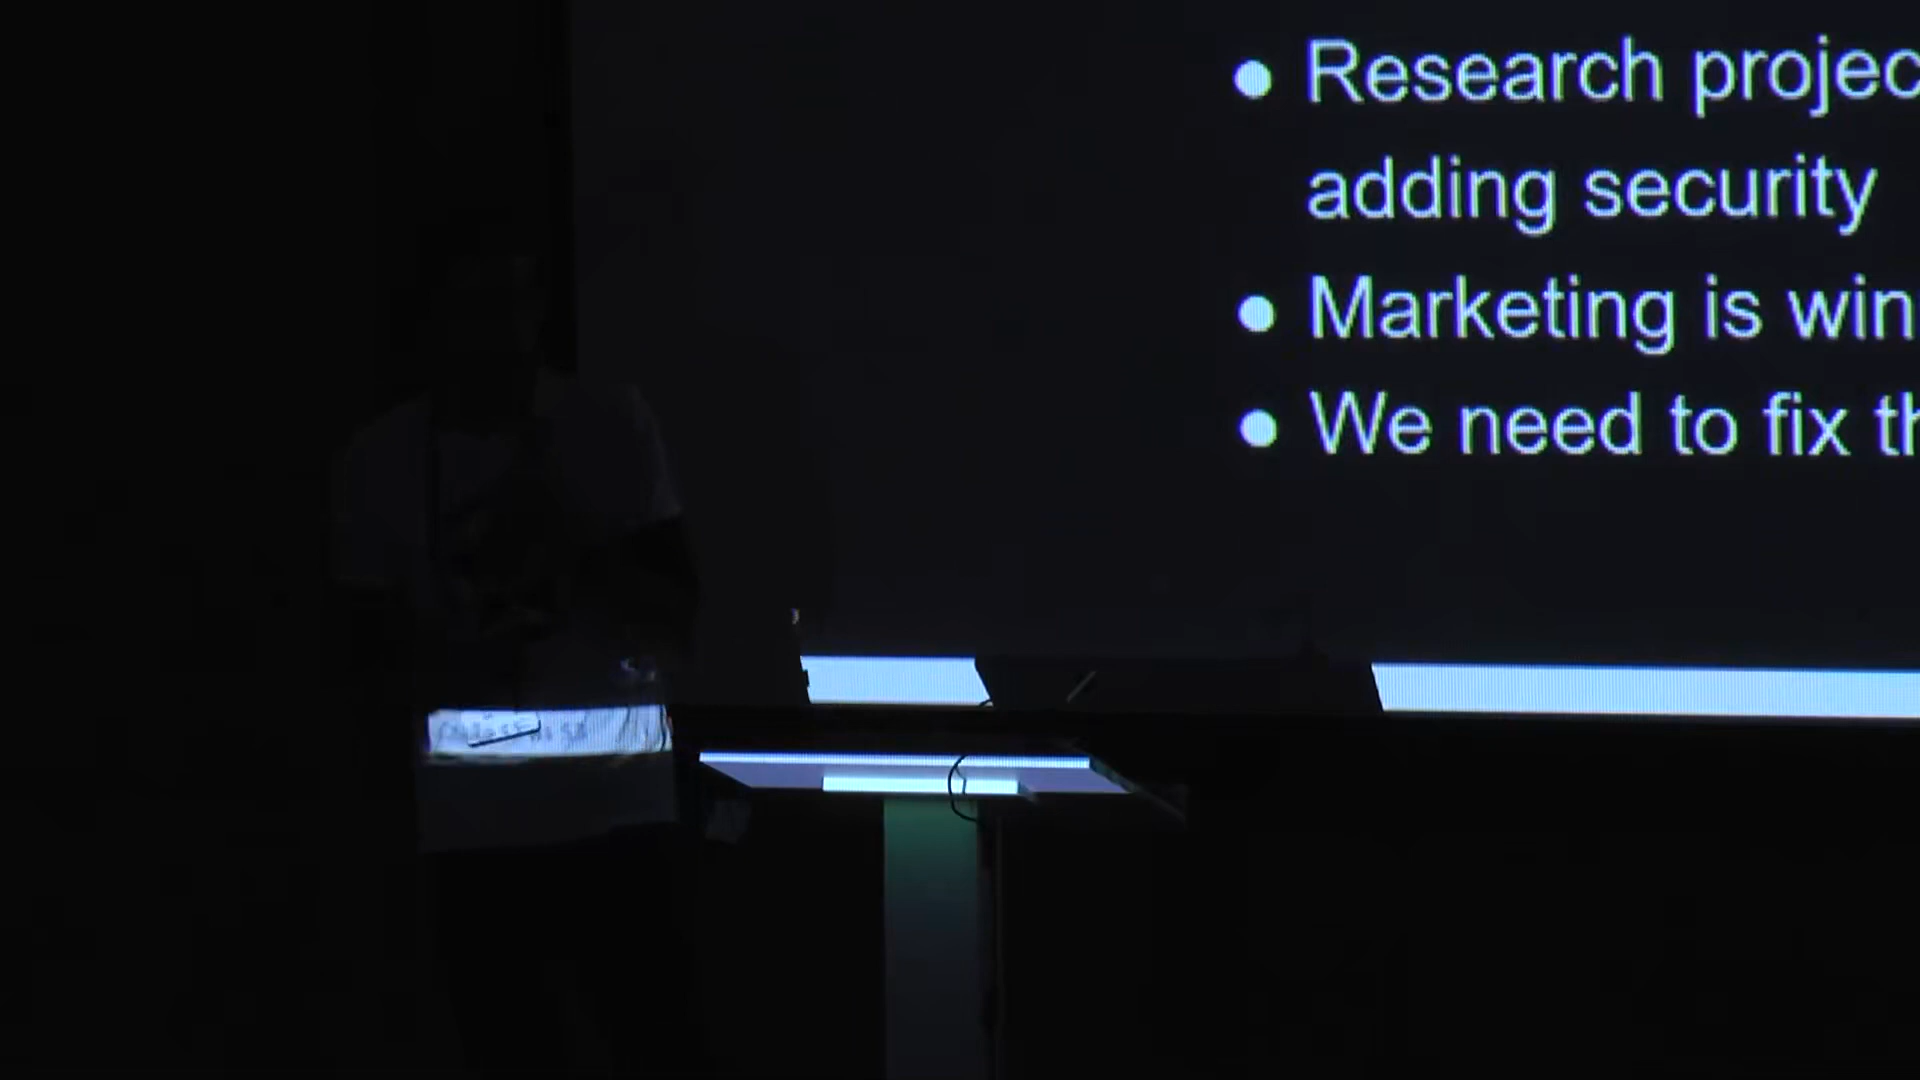 • Research projec
adding security
• Marketing is win
• We need to fix th